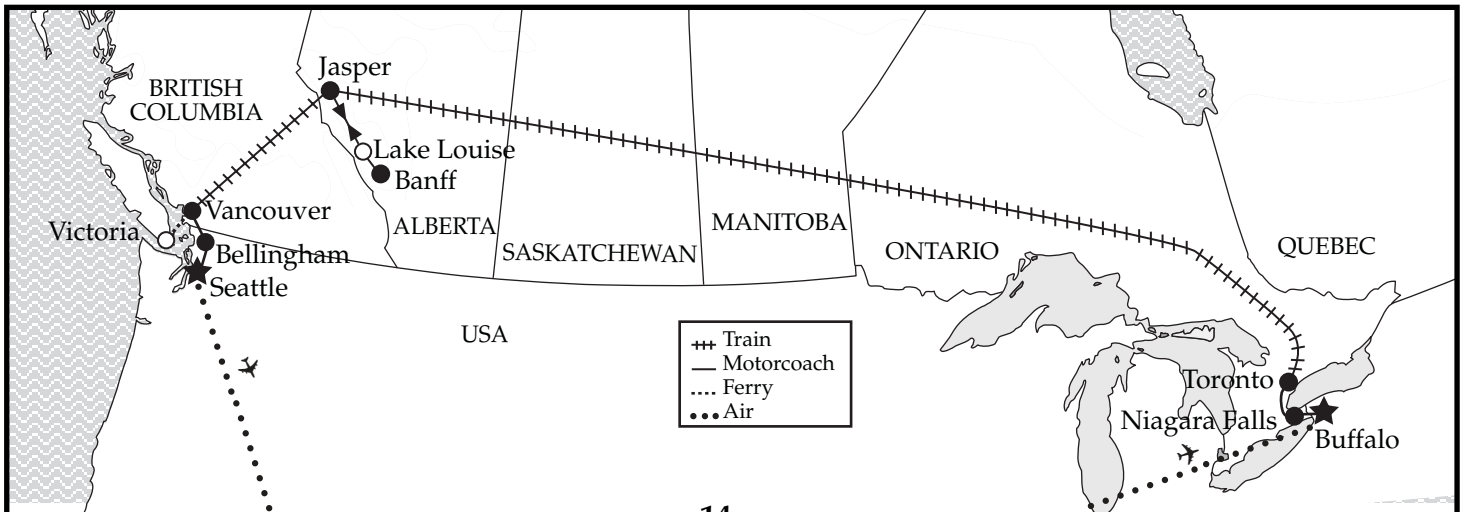 Jasper
BRITISH
COLUMBIA
Lake Louise
Banff
Vancouver
Victoria
ALBERTA
MANITOBA
SASKATCHEWAN
ONTARIO
QUEBEC
Bellingham
Seattle
USA
Train
Motorcoach
Ferry
Air
Toronto
Niagara Falls
Buffalo